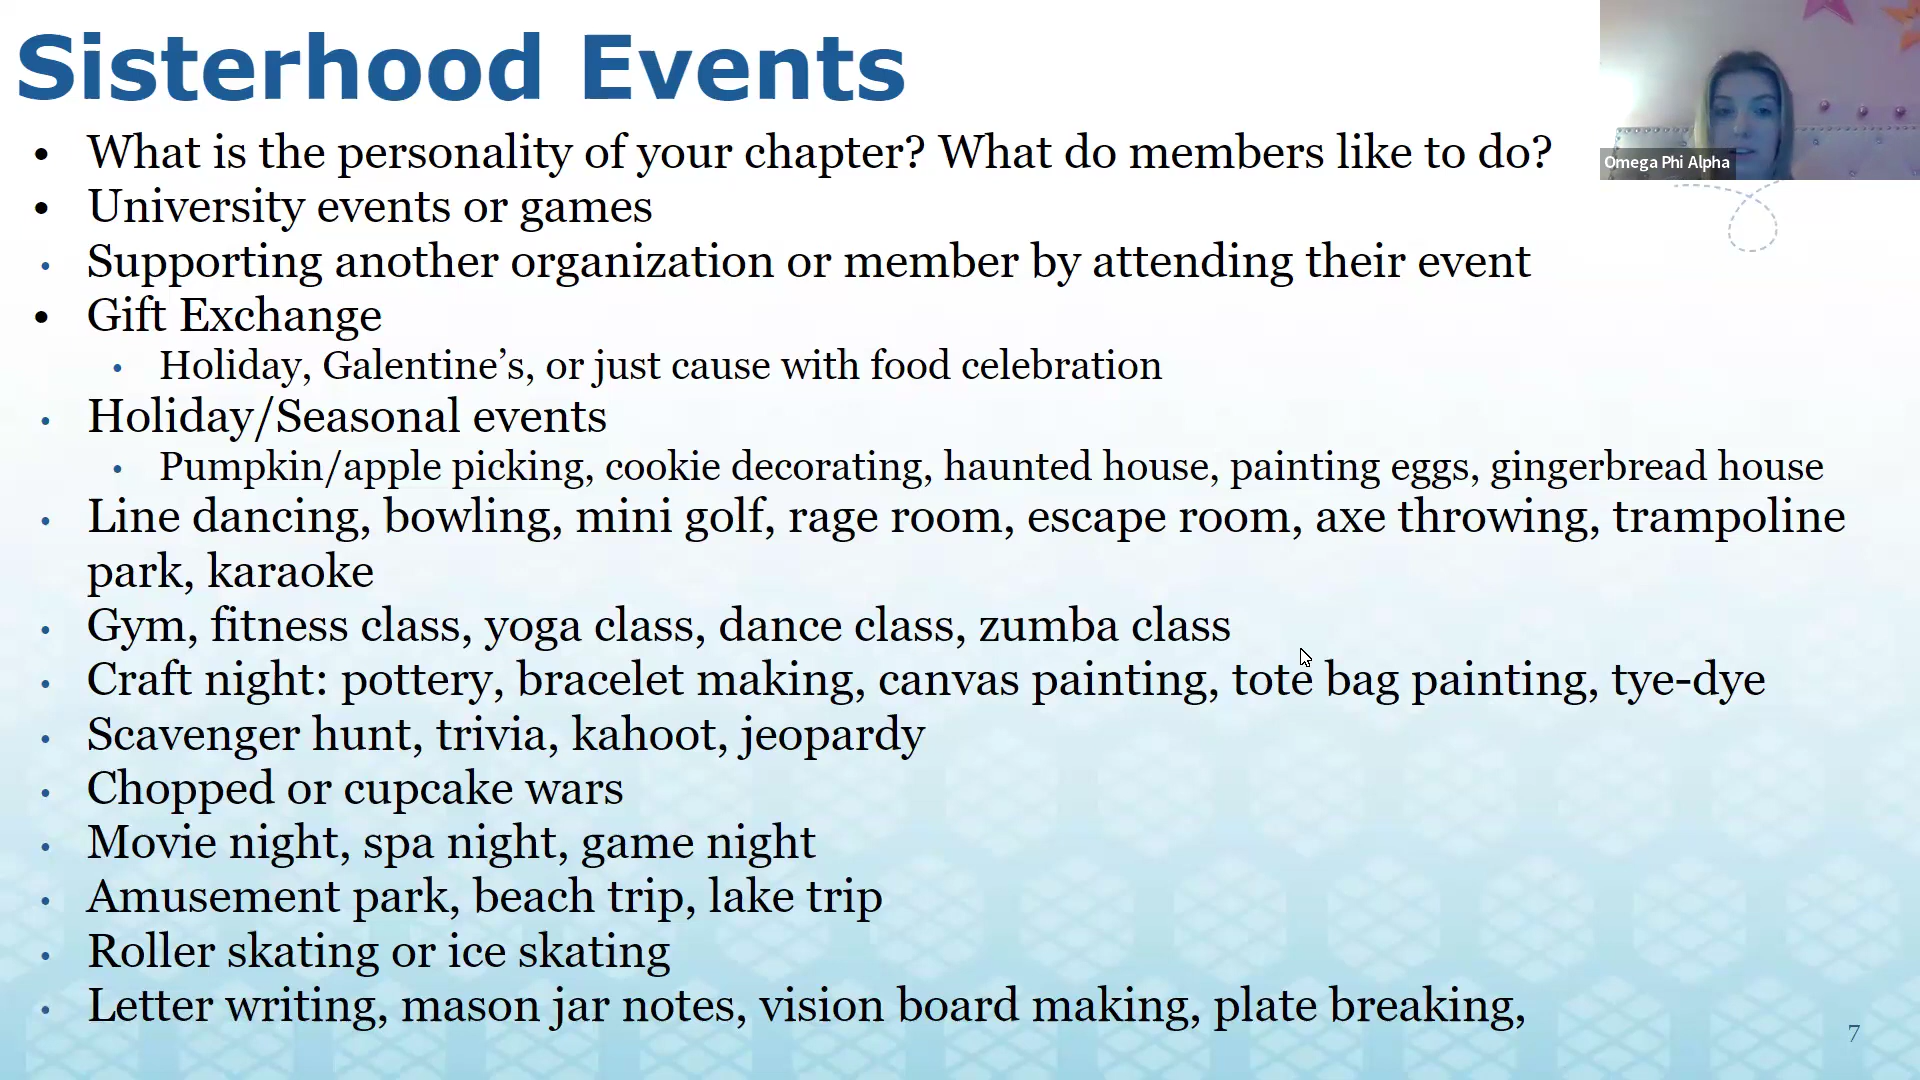 Sisterhood Events
• What is the personality of your chapter? What do members like to do?
• University events or games
• Supporting another organization or member by attending their event
• Gift Exchange
• Holiday, Galentine’s, or just cause with food celebration
• Holiday/Seasonal events
• Pumpkin/apple picking, cookie decorating, haunted house, painting eggs, gingerbread house
• Line dancing, bowling, mini golf, rage room, escape room, axe throwing, trampoline
park, karaoke
• Gym, fitness class, yoga class, dance class, zumba class
• Craft night: pottery, bracelet making, canvas painting, tote bag painting, tye-dye
• Scavenger hunt, trivia, kahoot, jeopardy
• Chopped or cupcake wars
• Movie night, spa night, game night
• Amusement park, beach trip, lake trip
• Roller skating or ice skating
• Letter writing, mason jar notes, vision board making, plate breaking,
Omega Phi Alpha
7